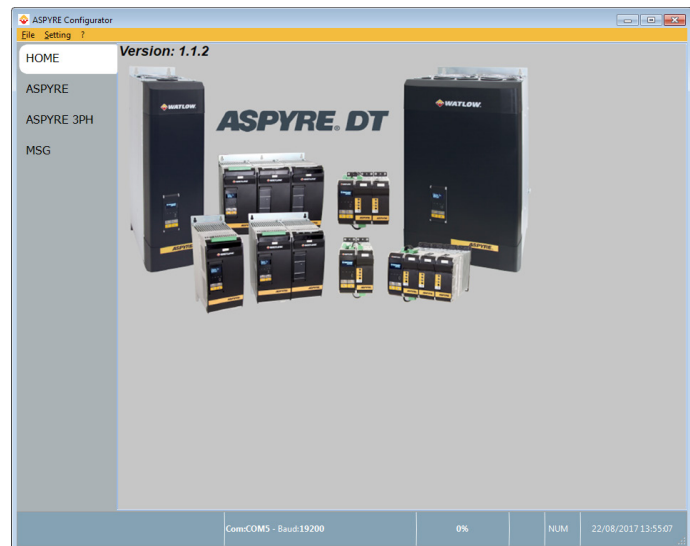 ASPYRE Configurator
File Setting ?
HOME
Version: 1.1.2
ASPYRE
ASPYRE 3PH
MSG
WATLOW.
WATLOW.
ASPYRE® DT
ASPYRE
ASPYRE
Com:COM5 - Baud:19200 0% NUM 22/08/2017 13:55:07